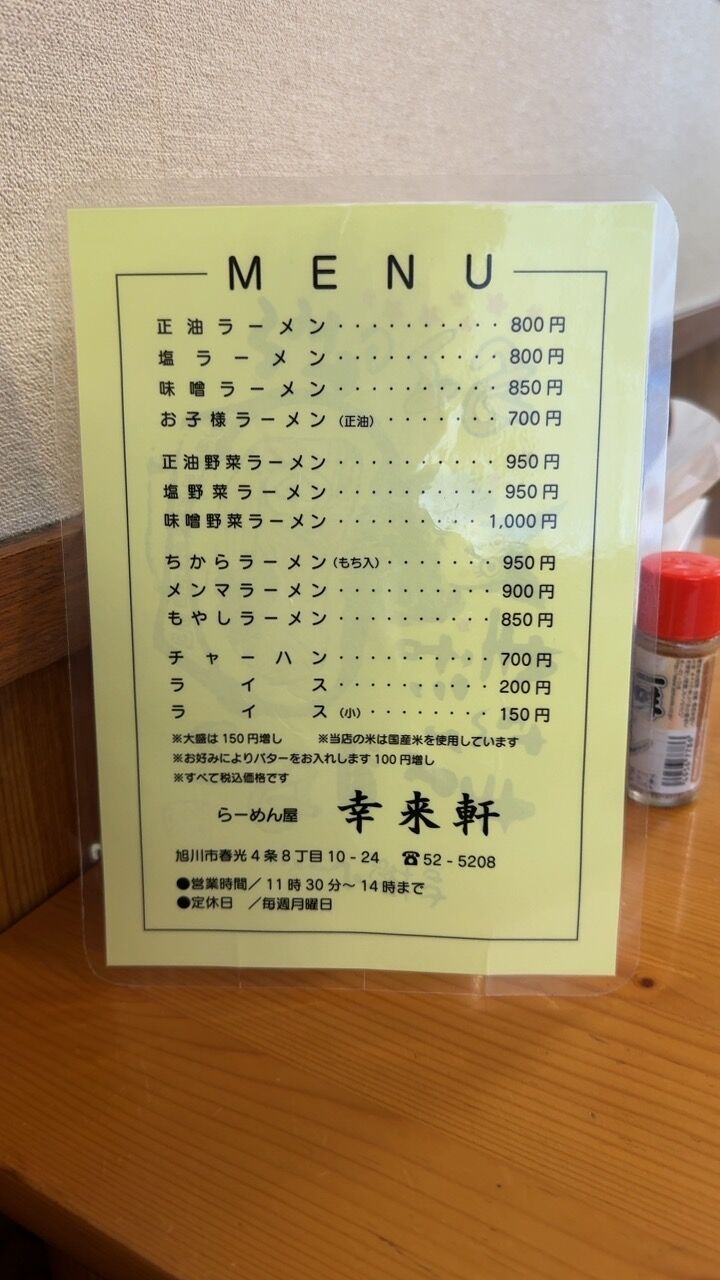 MENU
正油ラーメン・・・・・・・・・・800円
塩ラーメン・・・・・・・・・・800円
味噌ラーメン・・・・・・・・・・850円
お子様ラーメン(正油)・・・・・・・700円
正油野菜ラーメン・・・・・・・・・・950円
塩野菜ラーメン・・・・・・・・・・950円
味噌野菜ラーメン・・・・・・・・・1,000円
ちからラーメン(もち入)・・・・・・・950円
メンマラーメン・・・・・・・・・・900円
もやしラーメン・・・・・・・・・・850円
チャーハン・・・・・・・・・・700円
ライス・・・・・・・・・・200円
ライス(小)・・・・・・・・150円
※大盛は150円増し ※当店の米は国産米を使用しています
※お好みによりバターをお入れします100円増し
※すべて税込価格です
らーめん屋 幸来軒
旭川市春光4条8丁目10-24 ☎52-5208
●営業時間/11時30分〜14時まで
●定休日 /毎週月曜日